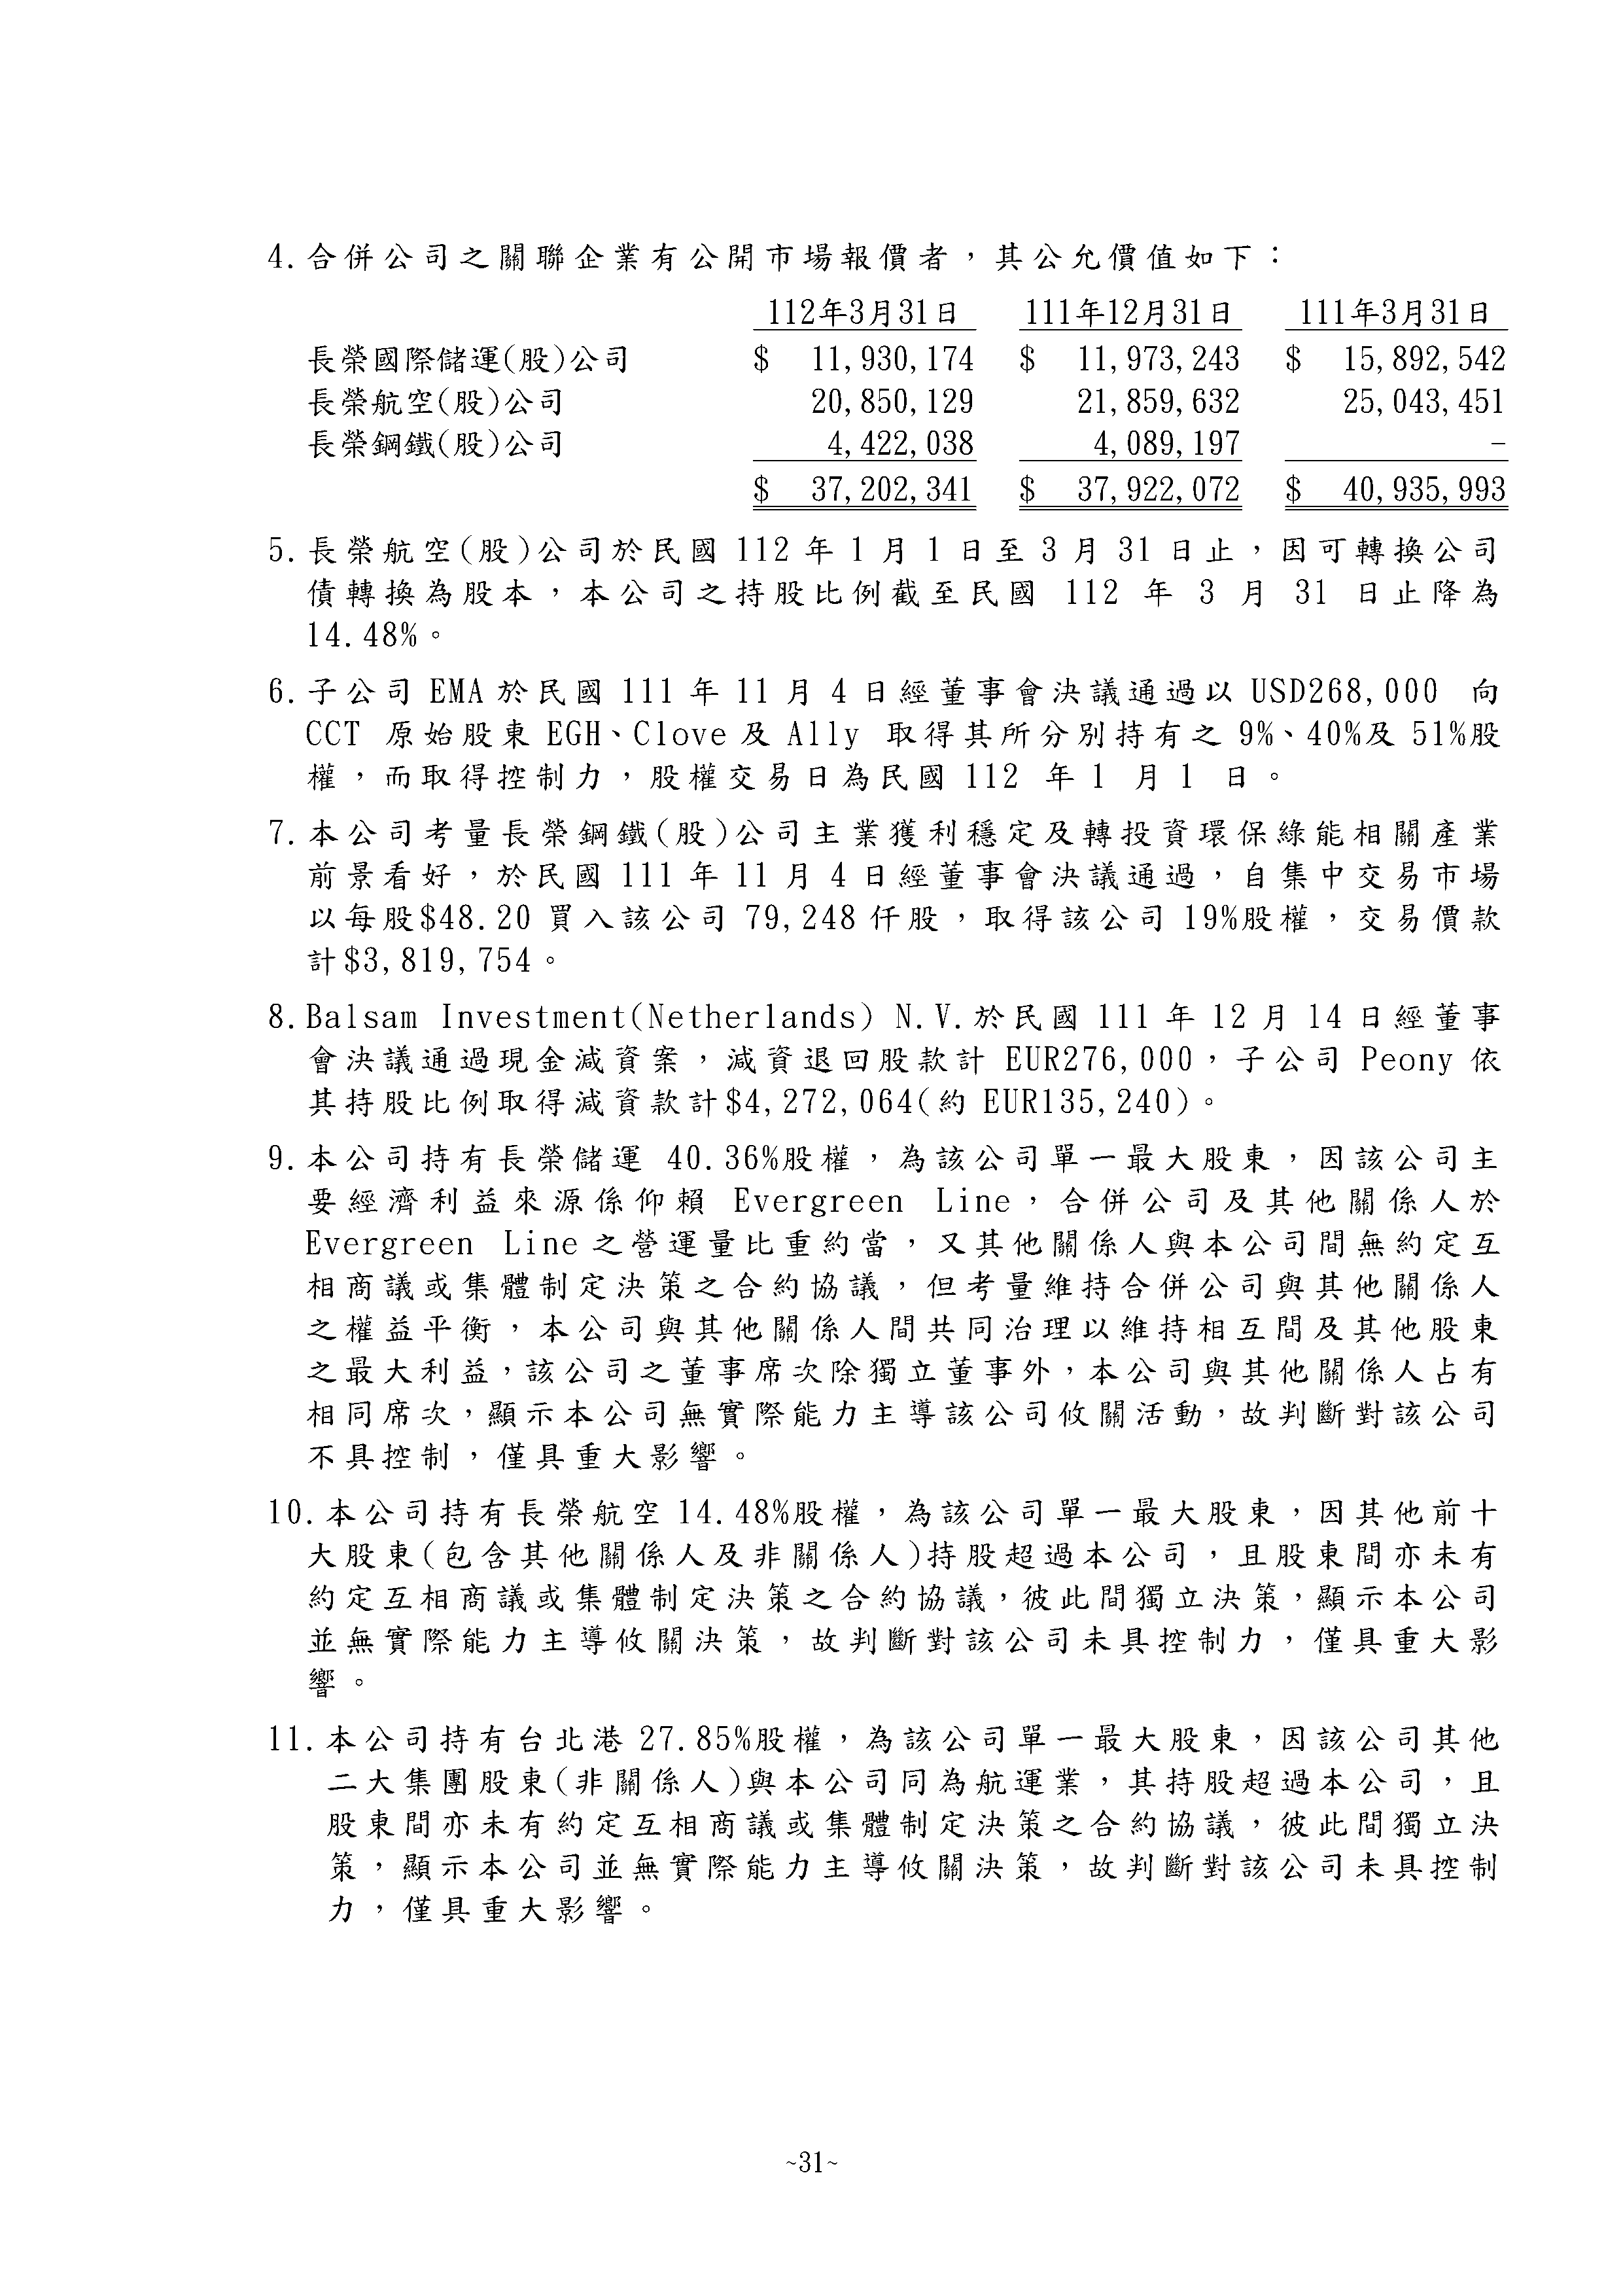 4.合併公司之關聯企業有公開市場報價者，其公允價值如下：
112年3月31日 111年12月31日 111年3月31日
長榮國際儲運(股)公司 $ 11,930,174 $ 11,973,243 $ 15,892,542
長榮航空(股)公司 20,850,129 21,859,632 25,043,451
長榮鋼鐵(股)公司 4,422,038 4,089,197 -
$ 37,202,341 $ 37,922,072 $ 40,935,993
5.長榮航空(股)公司於民國 112 年 1 月 1 日至 3 月 31 日止，因可轉換公司
債轉換為股本，本公司之持股比例截至民國 112 年 3 月 31 日止降為
14.48%。
6.子公司 EMA 於民國 111 年 11 月 4 日經董事會決議通過以 USD268,000 向
CCT 原始股東 EGH、Clove 及 Ally 取得其所分別持有之 9%、40%及 51%股
權，而取得控制力，股權交易日為民國 112 年 1 月 1 日。
7.本公司考量長榮鋼鐵(股)公司主業獲利穩定及轉投資環保綠能相關產業
前景看好，於民國 111 年 11 月 4 日經董事會決議通過，自集中交易市場
以每股$48.20 買入該公司 79,248 仟股，取得該公司 19%股權，交易價款
計$3,819,754。
8.Balsam Investment(Netherlands) N.V.於民國 111 年 12 月 14 日經董事
會決議通過現金減資案，減資退回股款計 EUR276,000，子公司 Peony 依
其持股比例取得減資款計$4,272,064(約 EUR135,240)。
9.本公司持有長榮儲運 40.36%股權，為該公司單一最大股東，因該公司主
要經濟利益來源係仰賴 Evergreen Line，合併公司及其他關係人於
Evergreen Line 之營運量比重約當，又其他關係人與本公司間無約定互
相商議或集體制定決策之合約協議，但考量維持合併公司與其他關係人
之權益平衡，本公司與其他關係人間共同治理以維持相互間及其他股東
之最大利益，該公司之董事席次除獨立董事外，本公司與其他關係人占有
相同席次，顯示本公司無實際能力主導該公司攸關活動，故判斷對該公司
不具控制，僅具重大影響。
10.本公司持有長榮航空 14.48%股權，為該公司單一最大股東，因其他前十
大股東(包含其他關係人及非關係人)持股超過本公司，且股東間亦未有
約定互相商議或集體制定決策之合約協議，彼此間獨立決策，顯示本公司
並無實際能力主導攸關決策，故判斷對該公司未具控制力，僅具重大影
響。
11.本公司持有台北港 27.85%股權，為該公司單一最大股東，因該公司其他
二大集團股東(非關係人)與本公司同為航運業，其持股超過本公司，且
股東間亦未有約定互相商議或集體制定決策之合約協議，彼此間獨立決
策，顯示本公司並無實際能力主導攸關決策，故判斷對該公司未具控制
力，僅具重大影響。
~31~